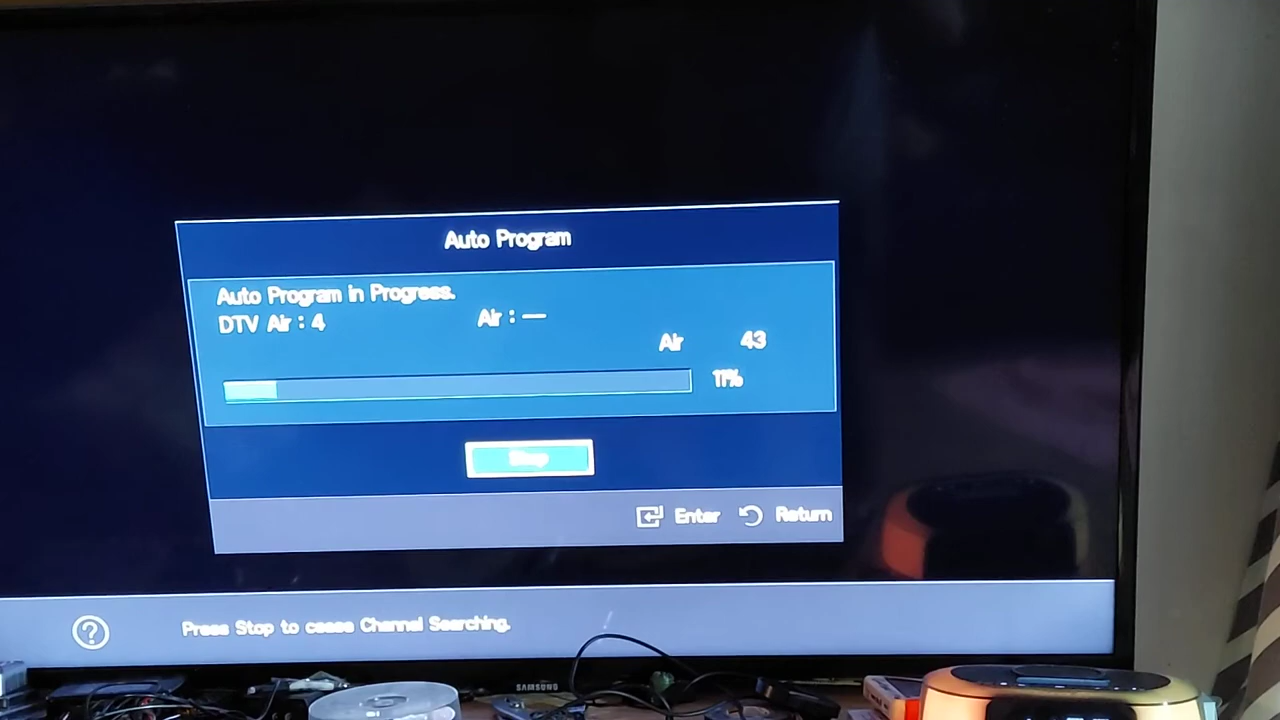 Auto Program
Auto Program in Progress.
DTV Air : 4 Air : —
Air 43
11%
Stop
Enter Return
Press Stop to cease Channel Searching.
SAMSUNG